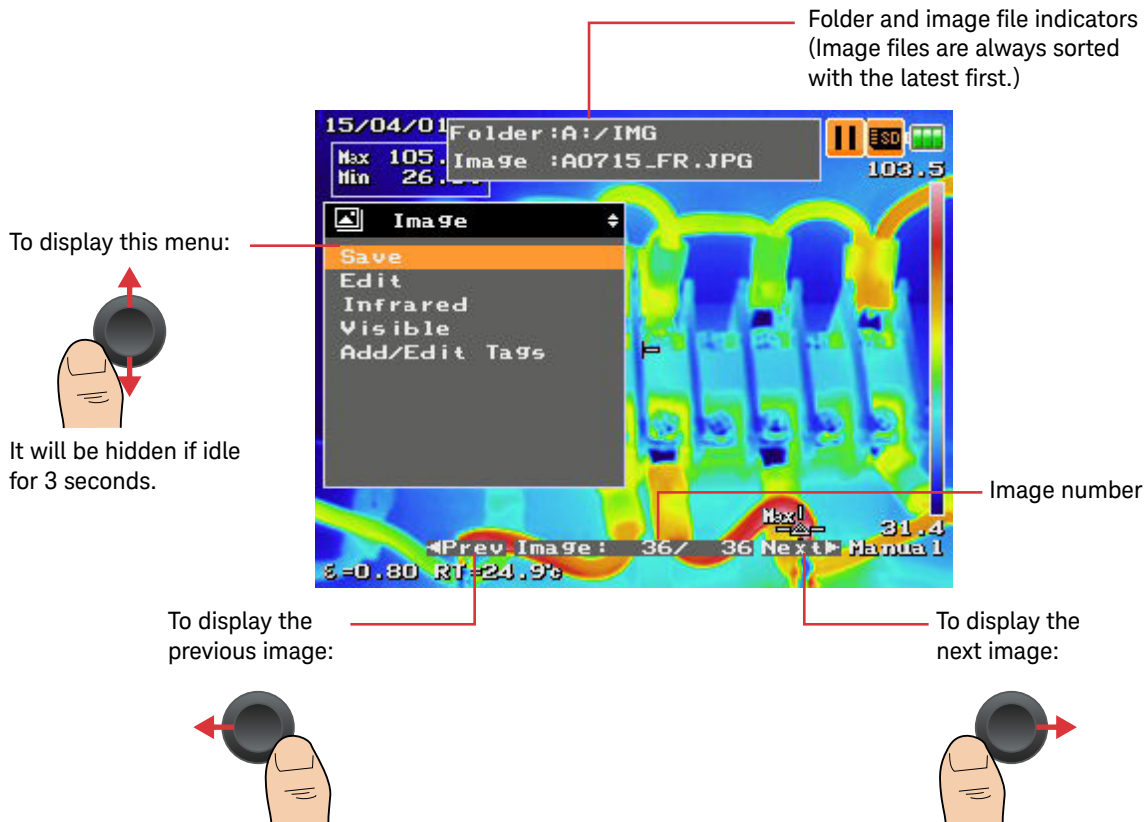 Folder and image file indicators
(Image files are always sorted
with the latest first.)
15/04/01
Folder:A:/IMG
Image :A0715_FR.JPG
SD
Max 105.
Min 26.
103.5
Image
Save
Edit
Infrared
Visible
Add/Edit Tags
To display this menu:
It will be hidden if idle
for 3 seconds.
Image number
Max
31.4
◀Prev Image: 36/ 36 Next▶ Manual
ε=0.80 RT=24.9℃
To display the
previous image:
To display the
next image: